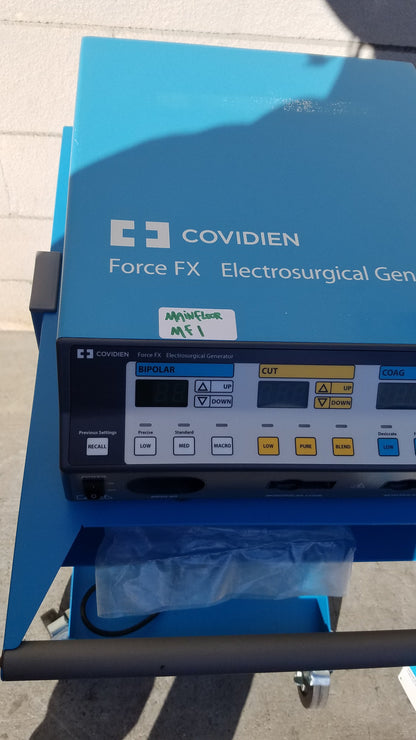 COVIDIEN
Force FX Electrosurgical Gen
MAINFLOOR
MF1
COVIDIEN Force FX Electrosurgical Generator
BIPOLAR CUT COAG
UP UP
DOWN DOWN
Previous Settings Precise Standard Desiccate
RECALL LOW MED MACRO LOW PURE BLEND LOW